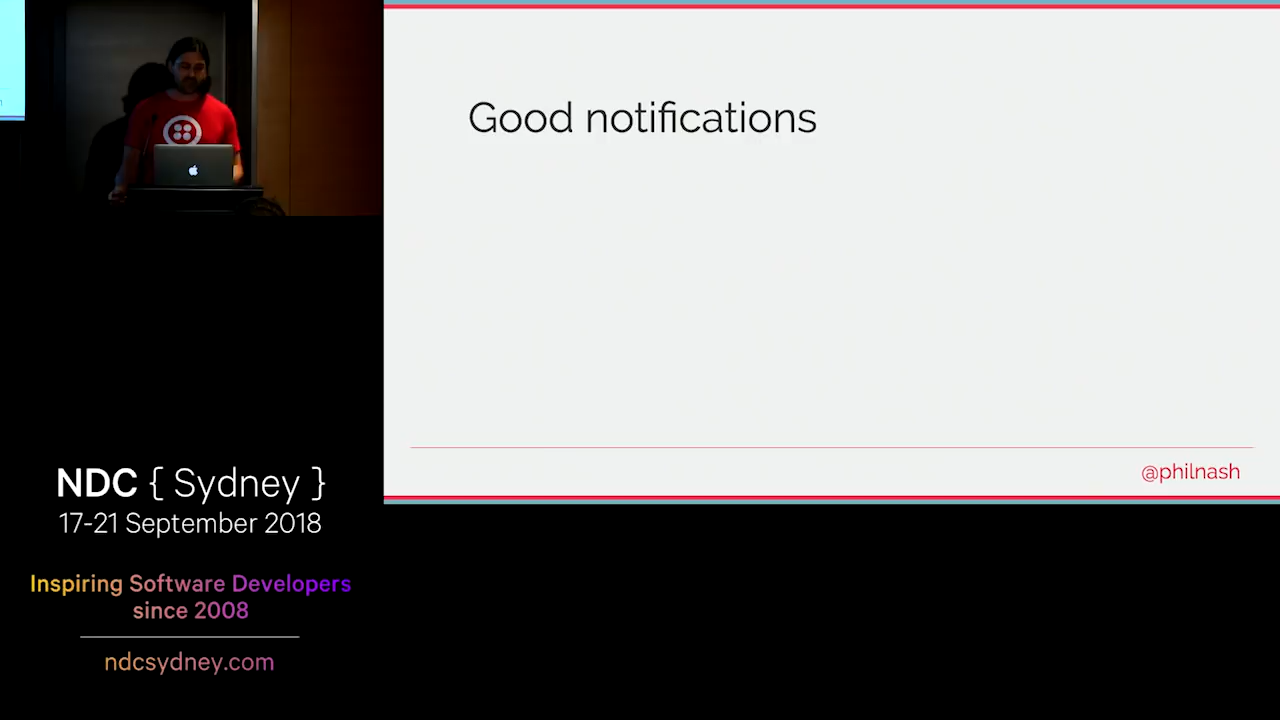 Good notifications
@philnash
NDC { Sydney }
17-21 September 2018
Inspiring Software Developers
since 2008
ndcsydney.com